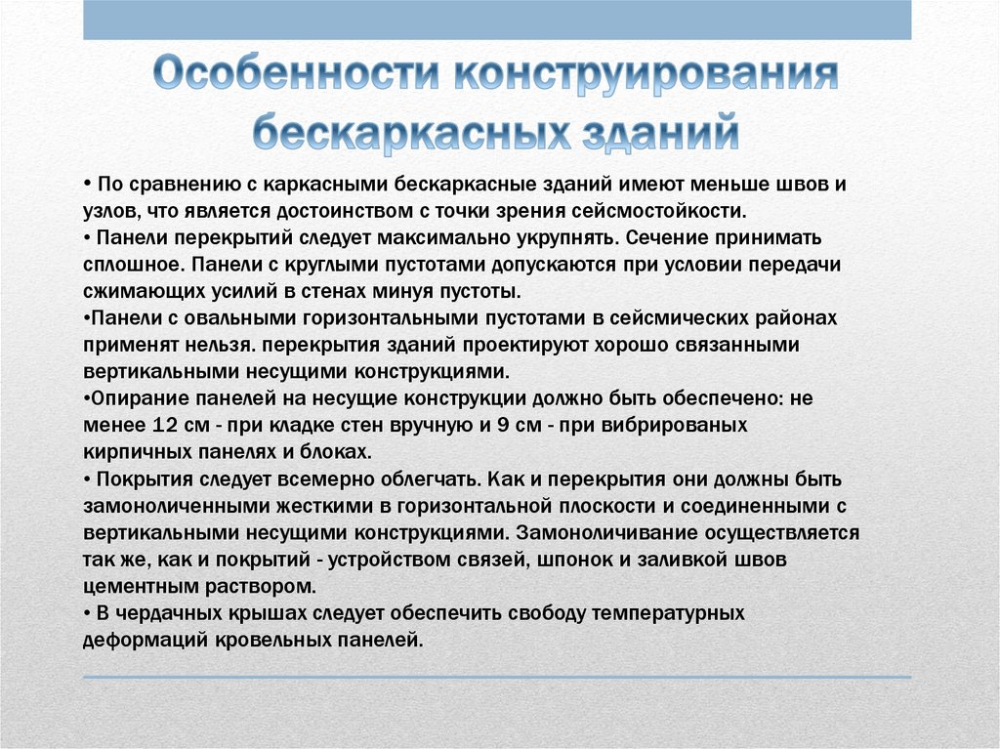 Особенности конструирования
бескаркасных зданий
• По сравнению с каркасными бескаркасные зданий имеют меньше швов и
узлов, что является достоинством с точки зрения сейсмостойкости.
• Панели перекрытий следует максимально укрупнять. Сечение принимать
сплошное. Панели с круглыми пустотами допускаются при условии передачи
сжимающих усилий в стенах минуя пустоты.
•Панели с овальными горизонтальными пустотами в сейсмических районах
применят нельзя. перекрытия зданий проектируют хорошо связанными
вертикальными несущими конструкциями.
•Опирание панелей на несущие конструкции должно быть обеспечено: не
менее 12 см - при кладке стен вручную и 9 см - при вибрированых
кирпичных панелях и блоках.
• Покрытия следует всемерно облегчать. Как и перекрытия они должны быть
замоноличенными жесткими в горизонтальной плоскости и соединенными с
вертикальными несущими конструкциями. Замоноличивание осуществляется
так же, как и покрытий - устройством связей, шпонок и заливкой швов
цементным раствором.
• В чердачных крышах следует обеспечить свободу температурных
деформаций кровельных панелей.